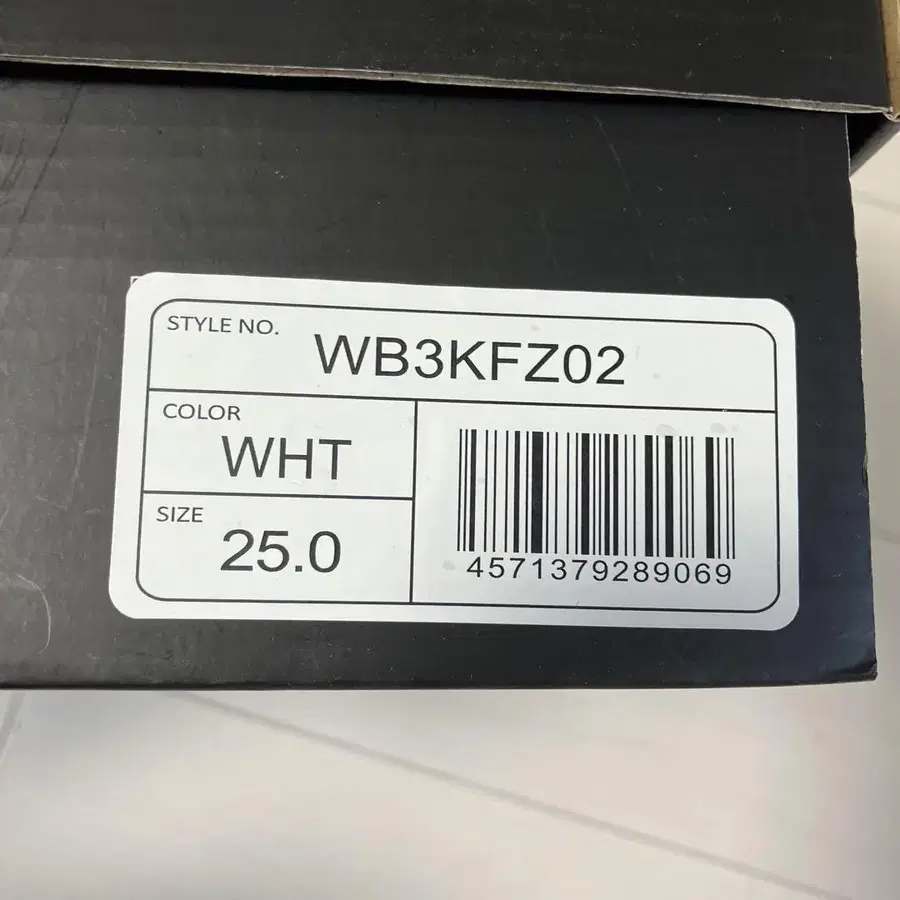 STYLE NO.
WB3KFZ02
COLOR
WHT
SIZE
25.0
4571379289069